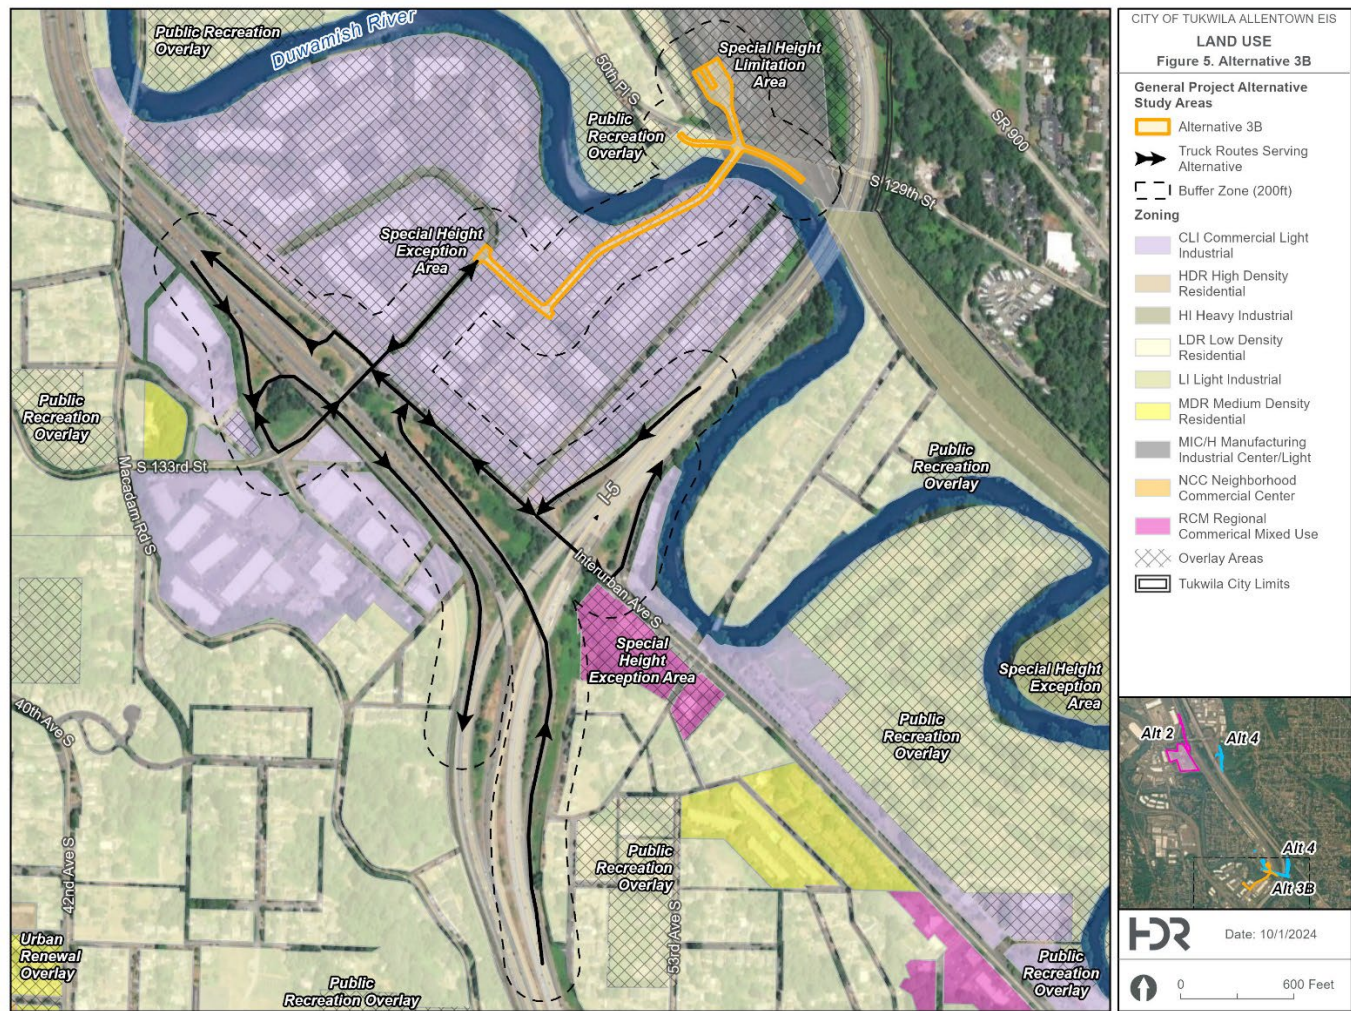 Public Recreation
Overlay
Duwamish River
50th Pl S
Special Height
Limitation
Area
SR 900
Public
Recreation
Overlay
S 129th St
Special Height
Exception
Area
Public
Recreation
Overlay
S 133rd St
Macadam Rd S
I-5
Interurban Ave S
Public
Recreation
Overlay
Special
Height
Exception Area
Special Height
Exception
Area
Public
Recreation
Overlay
40th Ave S
42nd Ave S
Public
Recreation
Overlay
53rd Ave S
Urban
Renewal
Overlay
Public
Recreation Overlay
Public
Recreation
Overlay
CITY OF TUKWILA ALLENTOWN EIS
LAND USE
Figure 5. Alternative 3B
General Project Alternative
Study Areas
Alternative 3B
Truck Routes Serving
Alternative
Buffer Zone (200ft)
Zoning
CLI Commercial Light
Industrial
HDR High Density
Residential
HI Heavy Industrial
LDR Low Density
Residential
LI Light Industrial
MDR Medium Density
Residential
MIC/H Manufacturing
Industrial Center/Light
NCC Neighborhood
Commercial Center
RCM Regional
Commerical Mixed Use
Overlay Areas
Tukwila City Limits
Alt 2
Alt 4
Alt 4
Alt 3B
HDR
Date: 10/1/2024
0 600 Feet